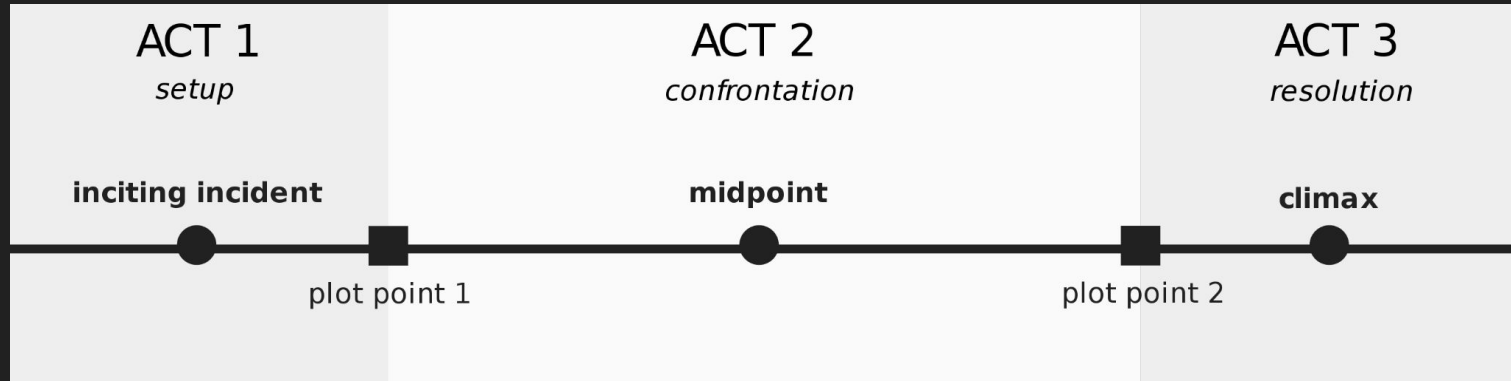 ACT 1
setup
ACT 2
confrontation
ACT 3
resolution
inciting incident
midpoint
climax
plot point 1
plot point 2